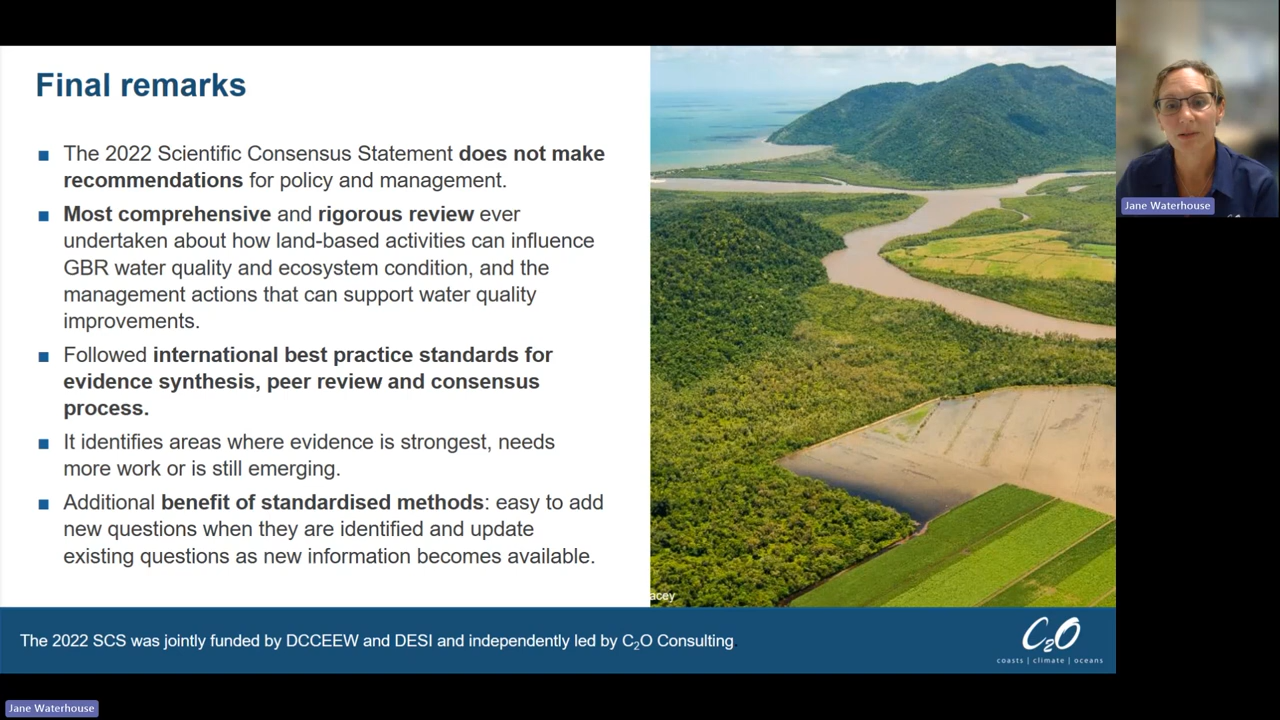 Final remarks
The 2022 Scientific Consensus Statement does not make
recommendations for policy and management.
Most comprehensive and rigorous review ever
undertaken about how land-based activities can influence
GBR water quality and ecosystem condition, and the
management actions that can support water quality
improvements.
Followed international best practice standards for
evidence synthesis, peer review and consensus
process.
It identifies areas where evidence is strongest, needs
more work or is still emerging.
Additional benefit of standardised methods: easy to add
new questions when they are identified and update
existing questions as new information becomes available.
acey
The 2022 SCS was jointly funded by DCCEEW and DESI and independently led by C₂O Consulting.
C₂O
coasts | climate | oceans
Jane Waterhouse
Jane Waterhouse